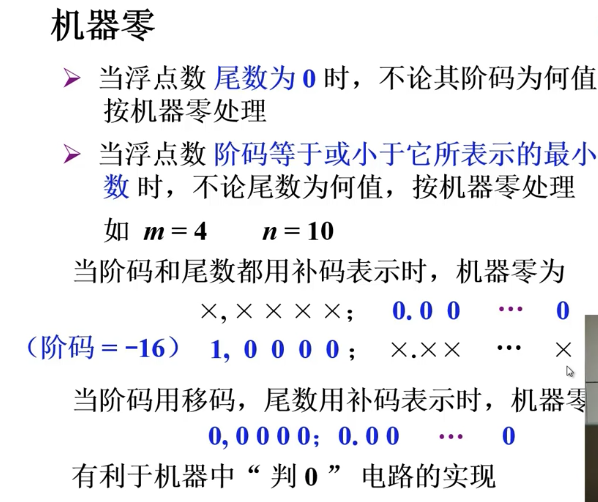 机器零
➢ 当浮点数 尾数为 0 时，不论其阶码为何值
按机器零处理
➢ 当浮点数 阶码等于或小于它所表示的最小
数 时，不论尾数为何值，按机器零处理
如 m = 4 n = 10
当阶码和尾数都用补码表示时，机器零为
×, × × × ×； 0. 0 0 … 0
（阶码 = -16） 1, 0 0 0 0； ×.×× … ×
当阶码用移码，尾数用补码表示时，机器零
0, 0 0 0 0; 0. 0 0 … 0
有利于机器中“ 判 0 ” 电路的实现